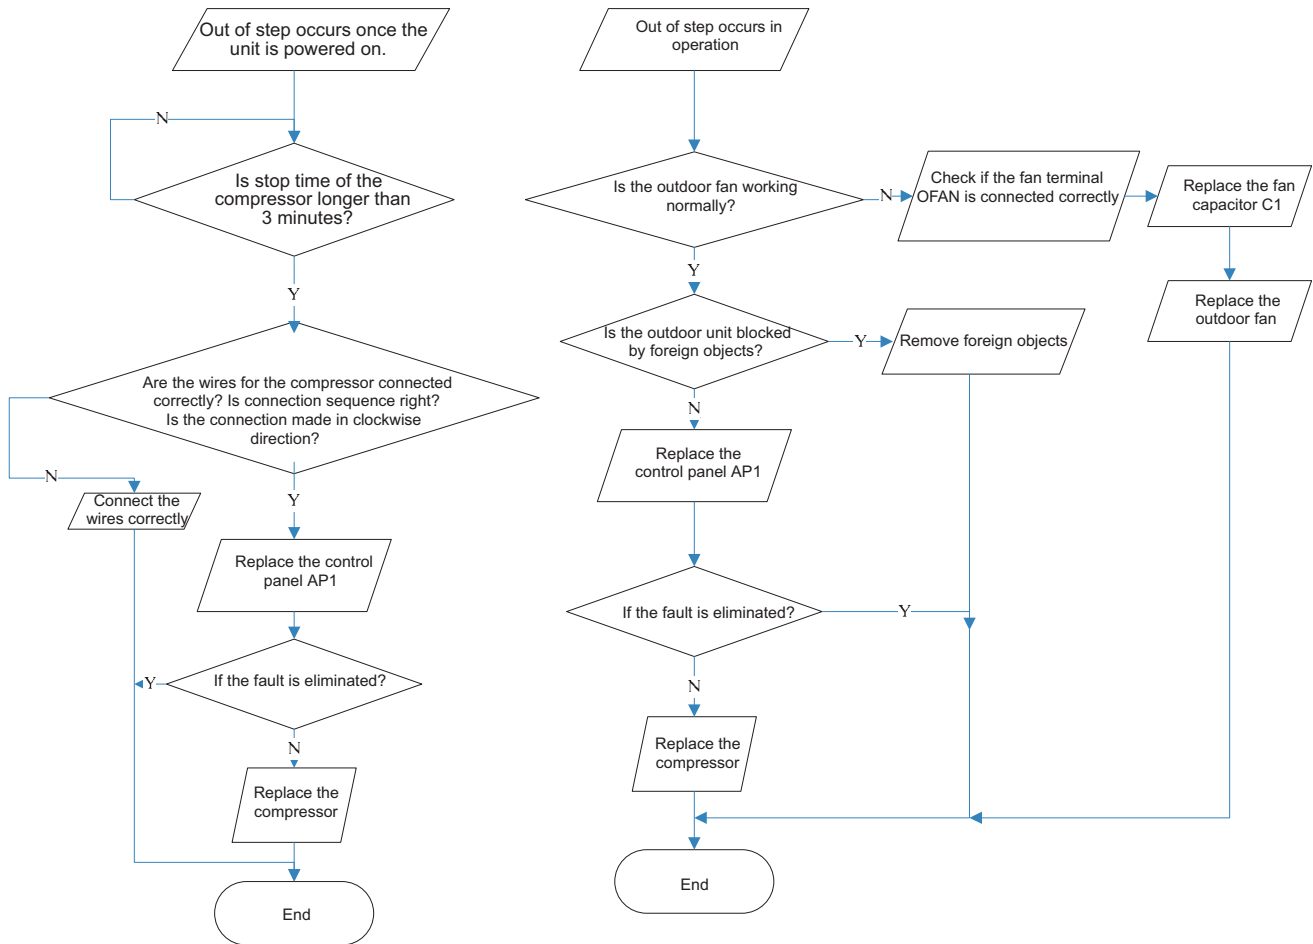 Out of step occurs once the
unit is powered on.
N
Is stop time of the
compressor longer than
3 minutes?
Y
Are the wires for the compressor connected
correctly? Is connection sequence right?
Is the connection made in clockwise
direction?
N
Connect the
wires correctly
Y
Replace the control
panel AP1
If the fault is eliminated?
Y
N
Replace the
compressor
End
Out of step occurs in
operation
Is the outdoor fan working
normally?
N
Check if the fan terminal
OFAN is connected correctly
Replace the fan
capacitor C1
Replace the
outdoor fan
Y
Is the outdoor unit blocked
by foreign objects?
Y
Remove foreign objects
N
Replace the
control panel AP1
If the fault is eliminated?
Y
N
Replace the
compressor
End